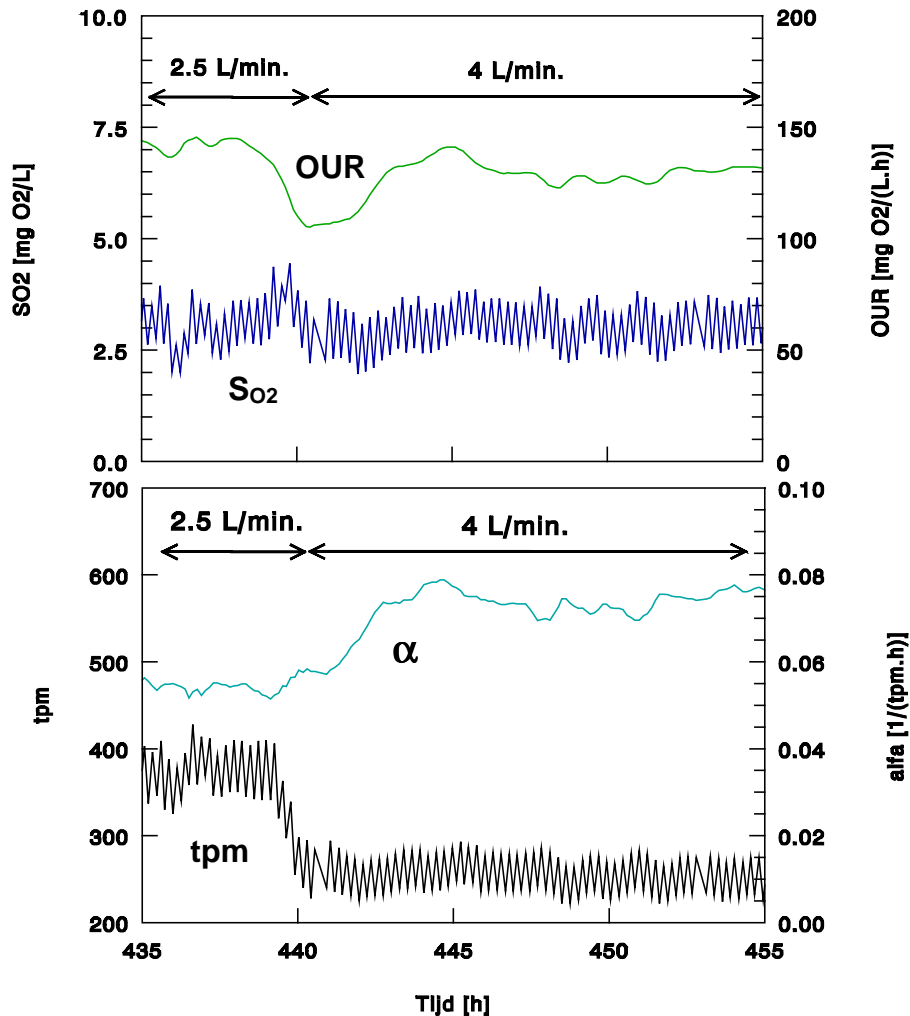 10.0
7.5
5.0
2.5
0.0
SO2 [mg O2/L]
200
150
100
50
0
OUR [mg O2/(L.h)]
2.5 L/min.
4 L/min.
OUR
SO2
700
600
500
400
300
200
tpm
0.10
0.08
0.06
0.04
0.02
0.00
alfa [1/(tpm.h)]
2.5 L/min.
4 L/min.
α
tpm
435
440
445
450
455
Tijd [h]